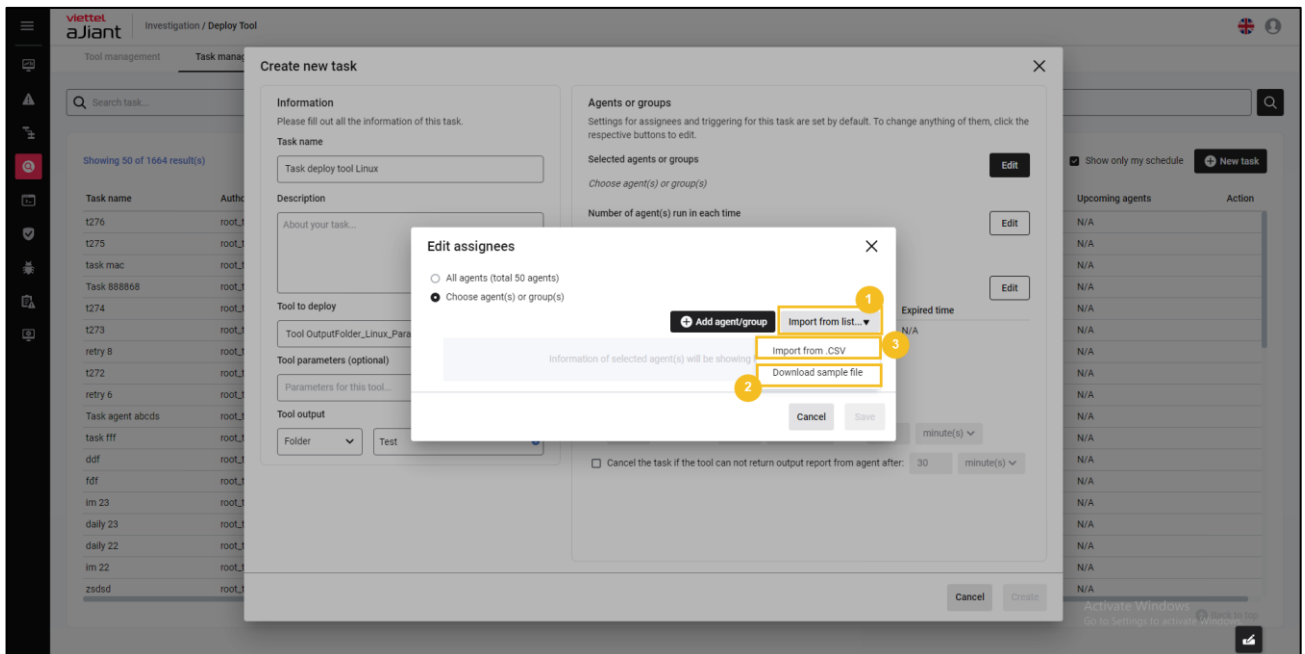 viettel
aJiant
Investigation / Deploy Tool
Tool management
Task manag
Search task...
Showing 50 of 1664 result(s)
Show only my schedule
New task
Task name
Autho
Upcoming agents
Action
t276
root_t
N/A
t275
root_t
N/A
task mac
root_t
N/A
Task 888868
root_t
N/A
t274
root_t
N/A
t273
root_t
N/A
retry 8
root_t
N/A
t272
root_t
N/A
retry 6
root_t
N/A
Task agent abcds
root_t
N/A
task fff
root_t
N/A
ddf
root_t
N/A
fdf
root_t
N/A
im 23
root_t
N/A
daily 23
root_t
N/A
daily 22
root_t
N/A
im 22
root_t
N/A
zsdsd
root_t
N/A
Create new task
Information
Please fill out all the information of this task.
Task name
Task deploy tool Linux
Description
About your task...
Tool to deploy
Tool OutputFolder_Linux_Para
Tool parameters (optional)
Parameters for this tool...
Tool output
Folder
Test
Agents or groups
Settings for assignees and triggering for this task are set by default. To change anything of them, click the
respective buttons to edit.
Selected agents or groups
Edit
Choose agent(s) or group(s)
Number of agent(s) run in each time
Edit
Edit
Expired time
N/A
minute(s)
Cancel the task if the tool can not return output report from agent after:
30
minute(s)
Cancel
Create
Edit assignees
All agents (total 50 agents)
Choose agent(s) or group(s)
1
Add agent/group
Import from list...
Information of selected agent(s) will be showing
Import from .CSV
3
Download sample file
2
Cancel
Save
Activate Windows
Go to Settings to activate Windows.
Back to top